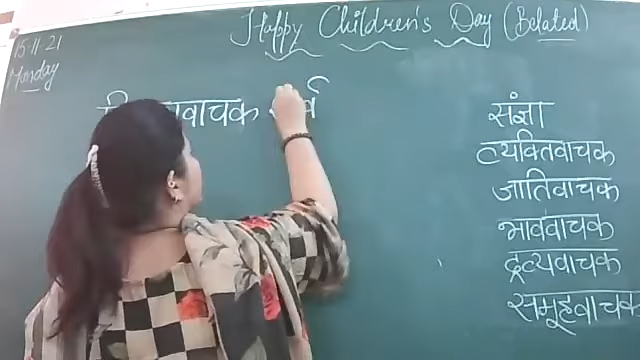 15.11.21
Monday
Happy Children's Day (Belated)
संज्ञा
व्यक्तिवाचक
जातिवाचक
भाववाचक
द्रव्यवाचक
समूहवाचक